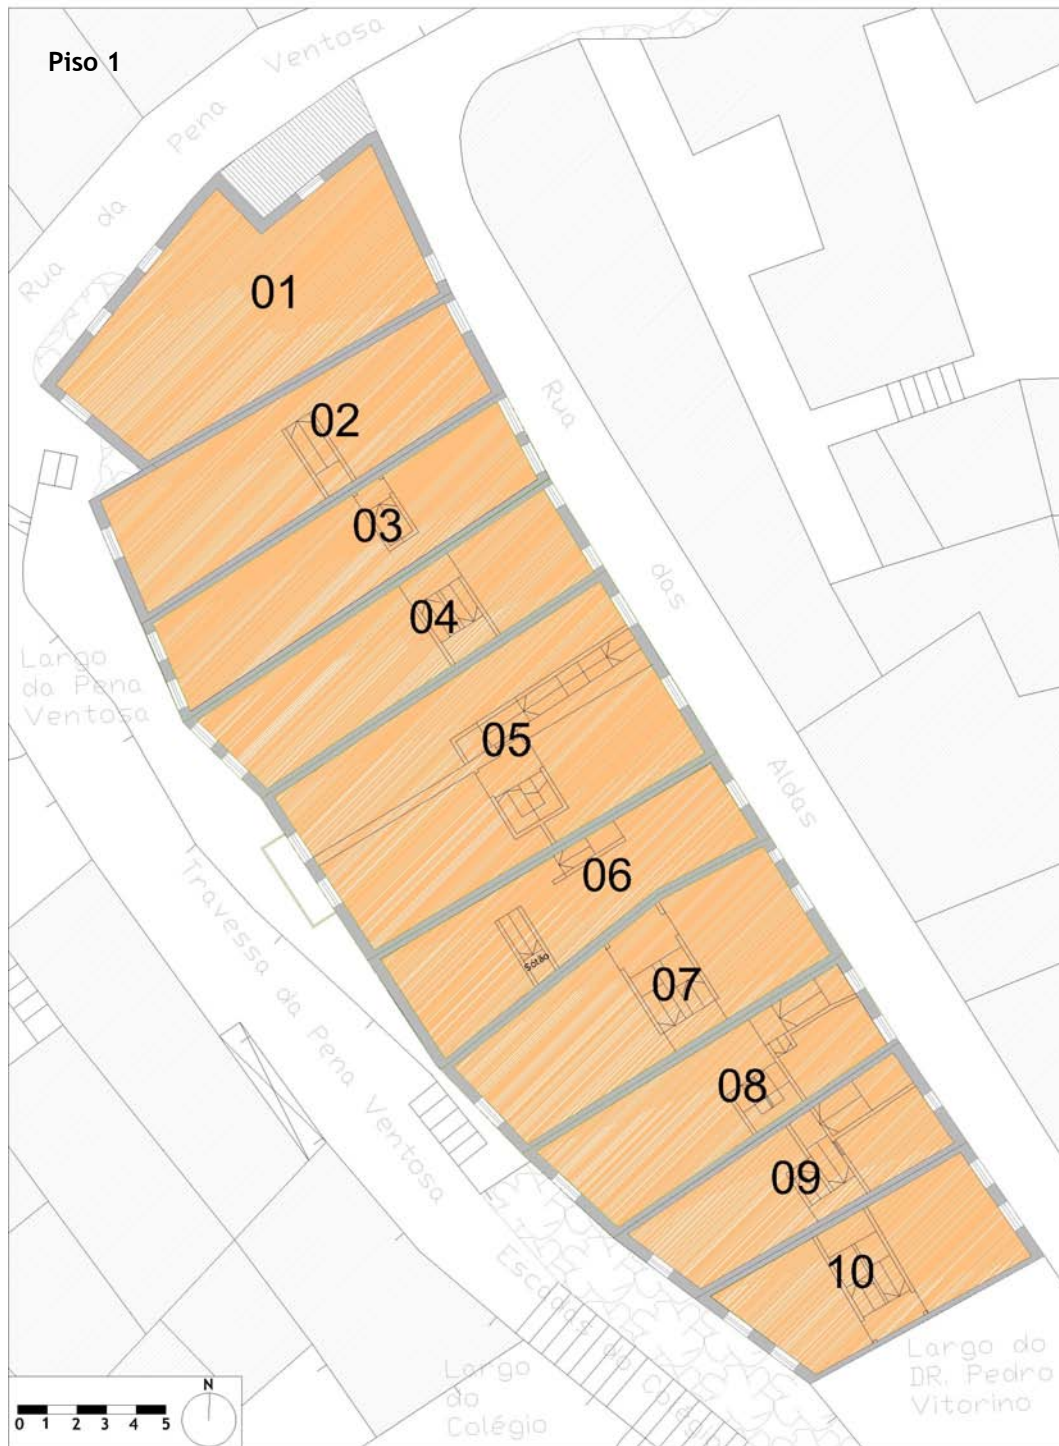 Piso 1
Rua da Pena Ventosa
01
02
03
04
05
06
Sotão
07
08
09
10
Rua das Aldas
Largo
da Pena
Ventosa
Travessa da Pena Ventosa
Escadas do Colégio
Largo
do
Colégio
Largo do
DR. Pedro
Vitorino
N
0 1 2 3 4 5